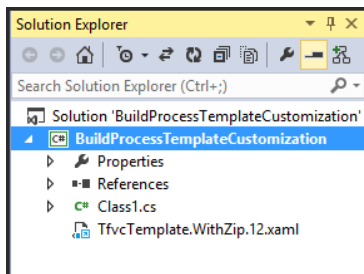 Solution Explorer
Search Solution Explorer (Ctrl+;)
Solution 'BuildProcessTemplateCustomization'
C# BuildProcessTemplateCustomization
Properties
References
C# Class1.cs
TfvcTemplate.WithZip.12.xaml